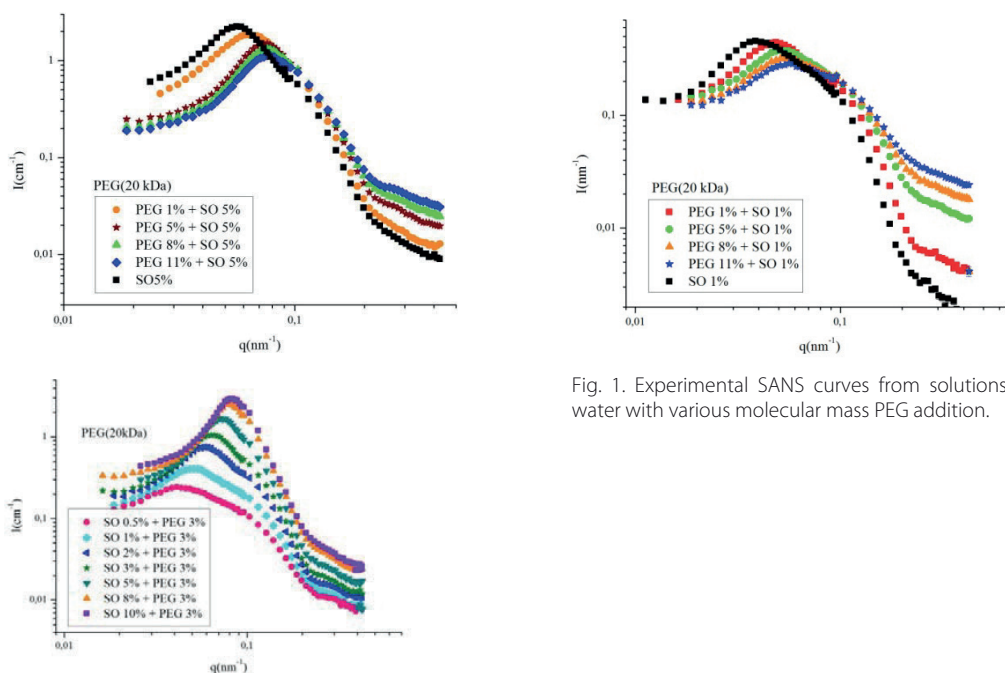 I(cm⁻¹)
1
0,1
0,01
PEG(20 kDa)
PEG 1% + SO 5%
PEG 5% + SO 5%
PEG 8% + SO 5%
PEG 11% + SO 5%
SO5%
0,01
0,1
1
q(nm⁻¹)
I(nm⁻¹)
0,1
0,01
PEG(20 kDa)
PEG 1% + SO 1%
PEG 5% + SO 1%
PEG 8% + SO 1%
PEG 11% + SO 1%
SO 1%
0,01
0,1
q(nm⁻¹)
Fig. 1. Experimental SANS curves from solutions
water with various molecular mass PEG addition.
I(cm⁻¹)
1
0,1
0,01
PEG(20kDa)
SO 0.5% + PEG 3%
SO 1% + PEG 3%
SO 2% + PEG 3%
SO 3% + PEG 3%
SO 5% + PEG 3%
SO 8% + PEG 3%
SO 10% + PEG 3%
0,01
0,1
q(nm⁻¹)